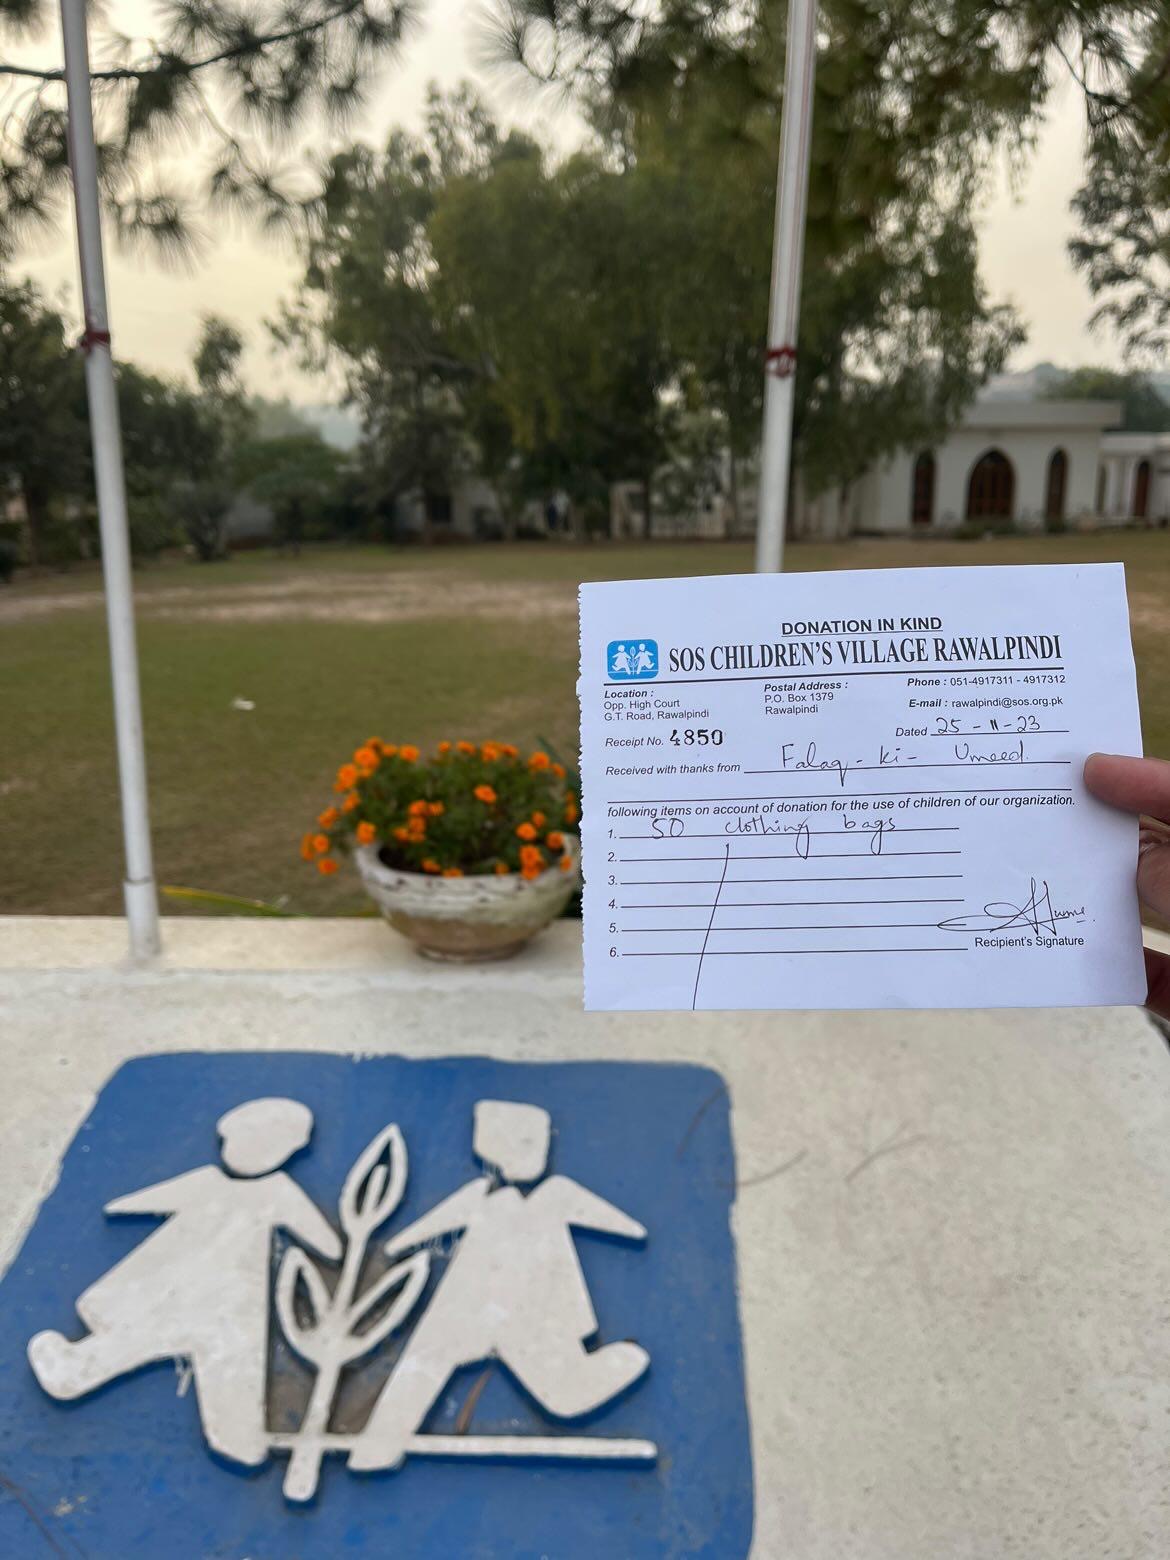 DONATION IN KIND
SOS CHILDREN'S VILLAGE RAWALPINDI
Location :
Opp. High Court
G.T. Road, Rawalpindi
Postal Address :
P.O. Box 1379
Rawalpindi
Phone : 051-4917311 - 4917312
E-mail : rawalpindi@sos.org.pk
Dated 25 - 11 - 23
Receipt No. 4850
Received with thanks from Falaq - ki - Umeed.
following items on account of donation for the use of children of our organization.
1. 50 clothing bags
2.
3.
4.
5.
6.
Recipient's Signature